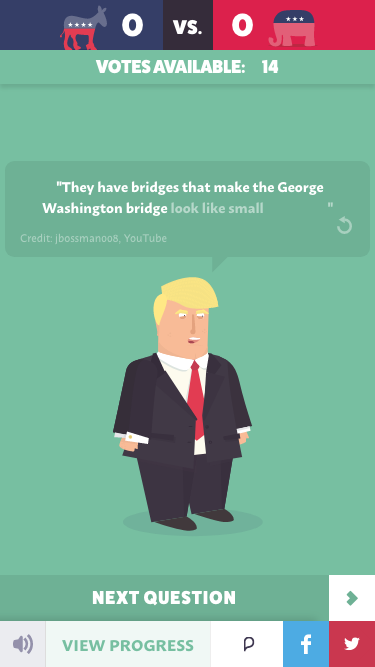 0 VS. 0
VOTES AVAILABLE: 14
"They have bridges that make the George
Washington bridge look like small "
Credit: jbossman008, YouTube
NEXT QUESTION
VIEW PROGRESS